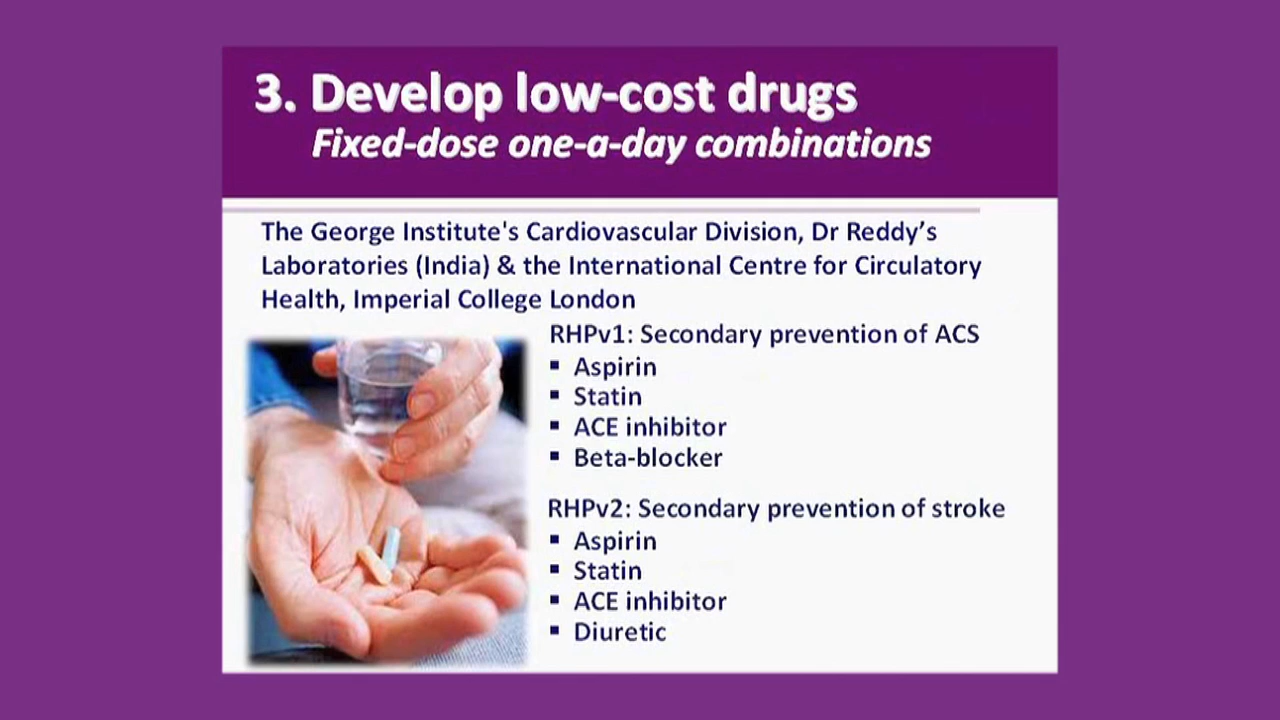 3. Develop low-cost drugs
Fixed-dose one-a-day combinations
The George Institute's Cardiovascular Division, Dr Reddy’s
Laboratories (India) & the International Centre for Circulatory
Health, Imperial College London
RHPv1: Secondary prevention of ACS
▪ Aspirin
▪ Statin
▪ ACE inhibitor
▪ Beta-blocker
RHPv2: Secondary prevention of stroke
▪ Aspirin
▪ Statin
▪ ACE inhibitor
▪ Diuretic